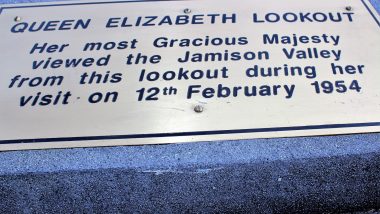 QUEEN ELIZABETH LOOKOUT
Her most Gracious Majesty
viewed the Jamison Valley
from this lookout during her
visit on 12th February 1954